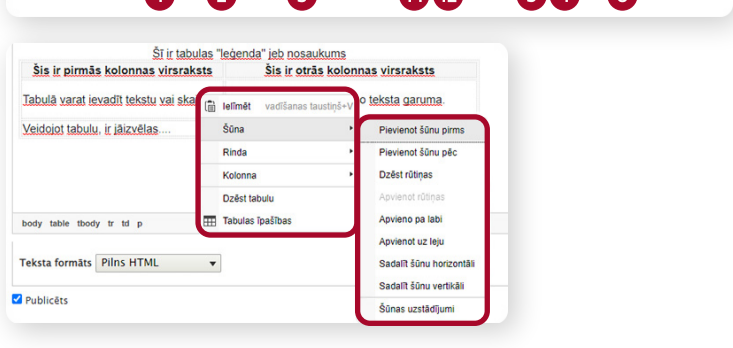 Šī ir tabulas "leģenda" jeb nosaukums
Šis ir pirmās kolonnas virsraksts
Šis ir otrās kolonnas virsraksts
Tabulā varat ievadīt tekstu vai ska
o teksta garuma.
Veidojot tabulu, ir jāizvēlas....
Ielīmēt vadīšanas taustiņš+V
Šūna
Rinda
Kolonna
Dzēst tabulu
Tabulas īpašības
Pievienot šūnu pirms
Pievienot šūnu pēc
Dzēst rūtiņas
Apvienot rūtiņas
Apvieno pa labi
Apvienot uz leju
Sadalīt šūnu horizontāli
Sadalīt šūnu vertikāli
Šūnas uzstādījumi
body table tbody tr td p
Teksta formāts Pilns HTML
Publicēts